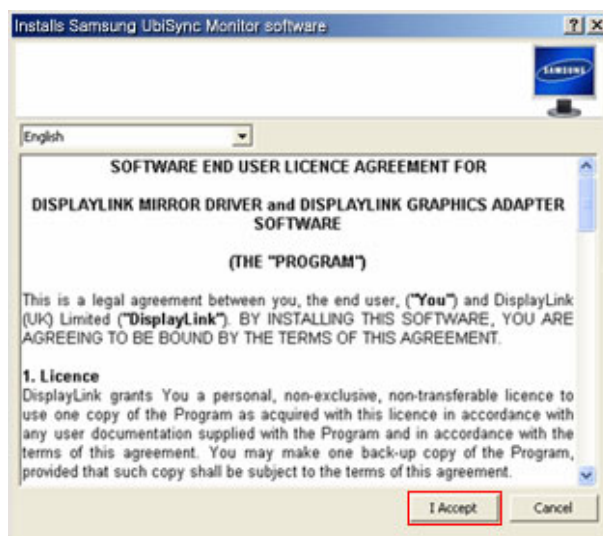 Installs Samsung UbiSync Monitor software
SAMSUNG
English
SOFTWARE END USER LICENCE AGREEMENT FOR
DISPLAYLINK MIRROR DRIVER and DISPLAYLINK GRAPHICS ADAPTER
SOFTWARE
(THE "PROGRAM")
This is a legal agreement between you, the end user, ("You") and DisplayLink
(UK) Limited ("DisplayLink"). BY INSTALLING THIS SOFTWARE, YOU ARE
AGREEING TO BE BOUND BY THE TERMS OF THIS AGREEMENT.
1. Licence
DisplayLink grants You a personal, non-exclusive, non-transferable licence to
use one copy of the Program as acquired with this licence in accordance with
any user documentation supplied with the Program and in accordance with the
terms of this agreement. You may make one back-up copy of the Program,
provided that such copy shall be subject to the terms of this agreement.
I Accept
Cancel